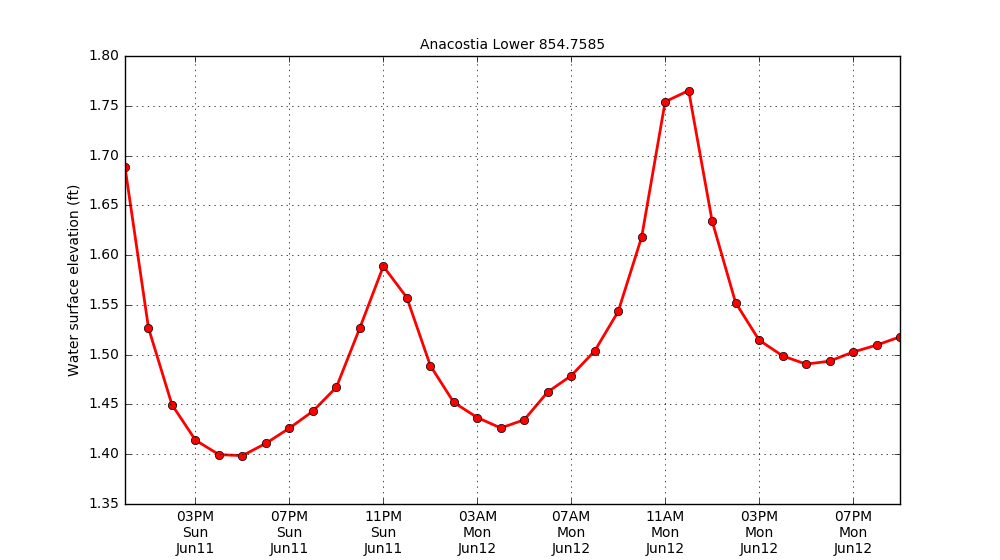 Anacostia Lower 854.7585
1.80
1.75
1.70
1.65
1.60
1.55
1.50
1.45
1.40
1.35
Water surface elevation (ft)
03PM 07PM 11PM 03AM 07AM 11AM 03PM 07PM
Sun Sun Sun Mon Mon Mon Mon Mon
Jun11 Jun11 Jun11 Jun12 Jun12 Jun12 Jun12 Jun12